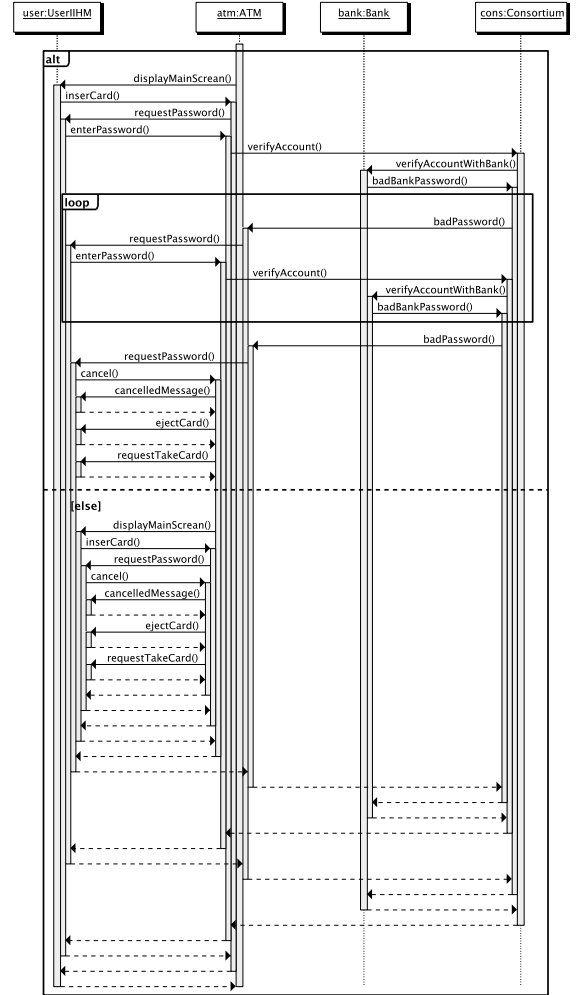 user:UserIIHM
atm:ATM
bank:Bank
cons:Consortium
alt
displayMainScrean()
inserCard()
requestPassword()
enterPassword()
verifyAccount()
verifyAccountWithBank()
badBankPassword()
loop
badPassword()
requestPassword()
enterPassword()
verifyAccount()
verifyAccountWithBank()
badBankPassword()
badPassword()
requestPassword()
cancel()
cancelledMessage()
ejectCard()
requestTakeCard()
[else]
displayMainScrean()
inserCard()
requestPassword()
cancel()
cancelledMessage()
ejectCard()
requestTakeCard()